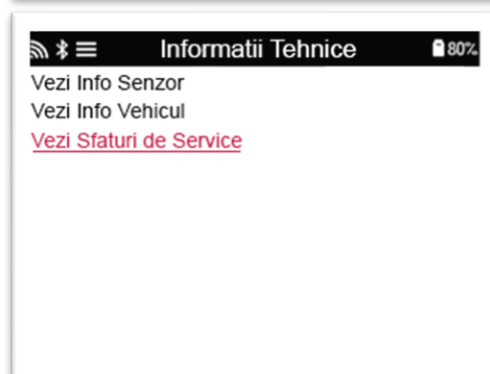 Informatii Tehnice 80%
Vezi Info Senzor
Vezi Info Vehicul
Vezi Sfaturi de Service